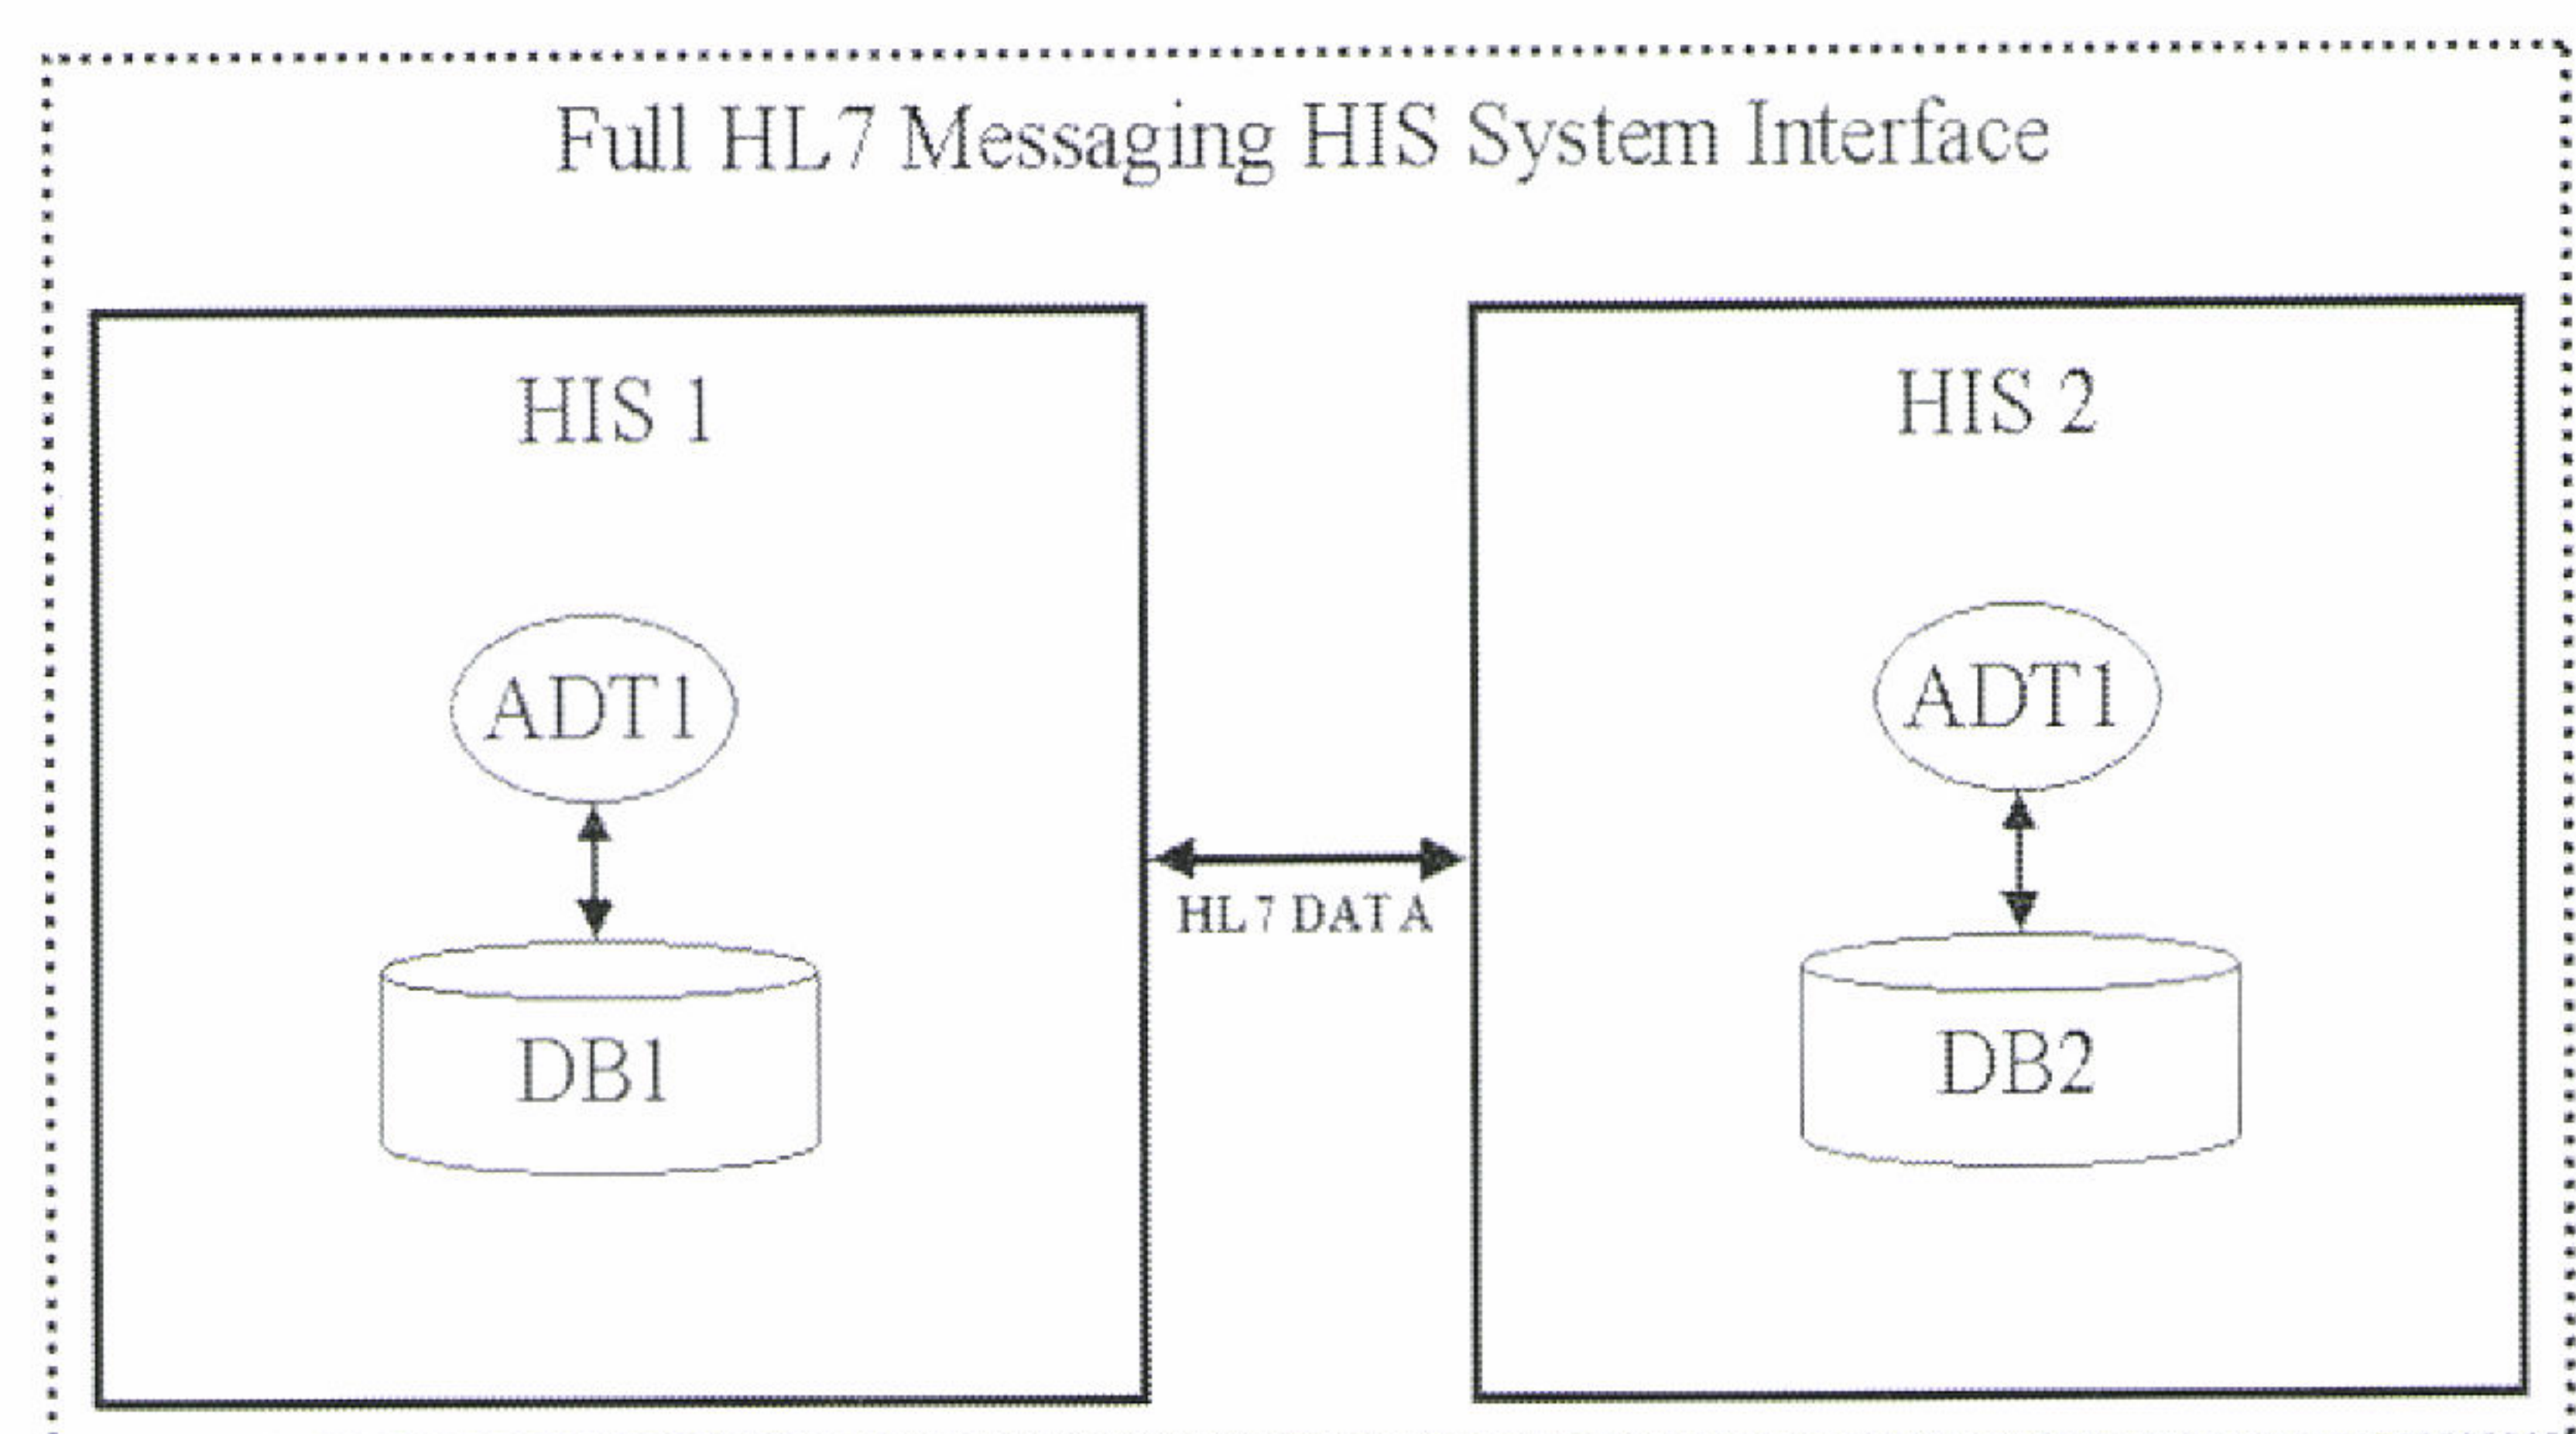 Full HL7 Messaging HIS System Interface
HIS 1
HIS 2
ADT1
ADT1
HL7 DATA
DB1
DB2